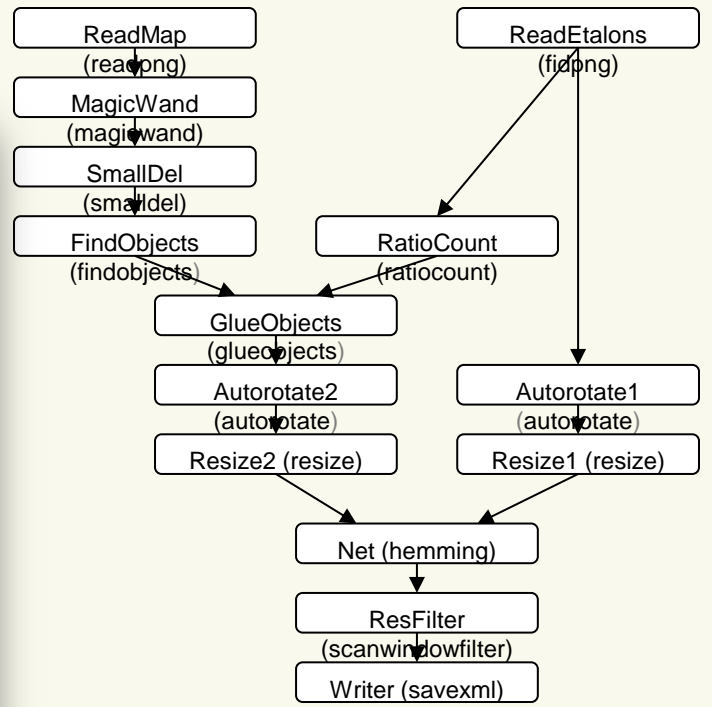 ReadMap
(readpng)
ReadEtalons
(fidpng)
MagicWand
(magicwand)
SmallDel
(smalldel)
FindObjects
(findobjects)
RatioCount
(ratiocount)
GlueObjects
(glueobjects)
Autorotate2
(autorotate)
Autorotate1
(autorotate)
Resize2 (resize)
Resize1 (resize)
Net (hemming)
ResFilter
(scanwindowfilter)
Writer (savexml)